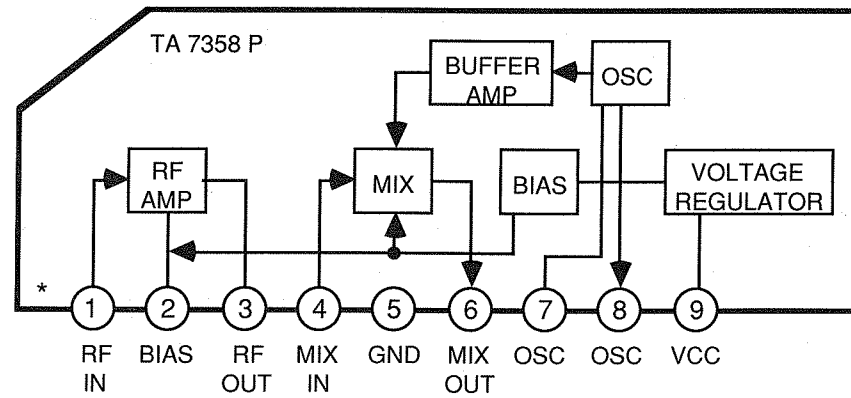 TA 7358 P
BUFFER
AMP
OSC
RF
AMP
MIX
BIAS
VOLTAGE
REGULATOR
*
1 2 3 4 5 6 7 8 9
RF BIAS RF MIX GND MIX OSC OSC VCC
IN OUT IN OUT